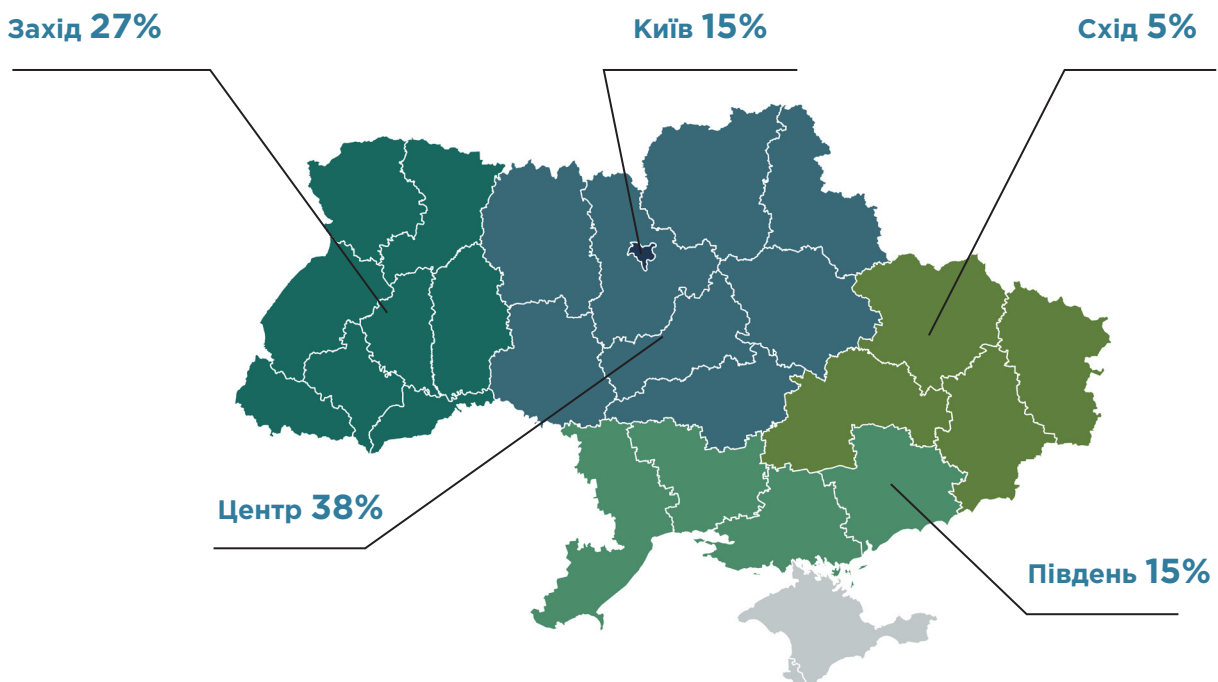 Захід 27%
Київ 15%
Схід 5%
Центр 38%
Південь 15%